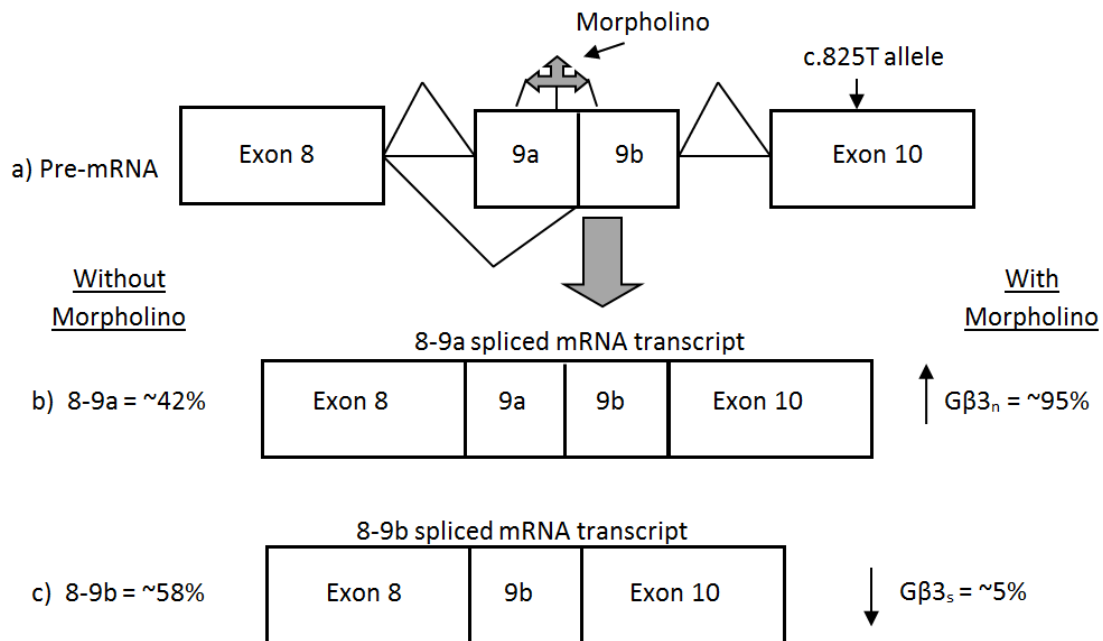 Morpholino
c.825T allele
a) Pre-mRNA
Exon 8
9a
9b
Exon 10
Without
Morpholino
With
Morpholino
8-9a spliced mRNA transcript
b) 8-9a = ~42%
Exon 8
9a
9b
Exon 10
Gβ3ₙ = ~95%
8-9b spliced mRNA transcript
c) 8-9b = ~58%
Exon 8
9b
Exon 10
Gβ3ₛ = ~5%